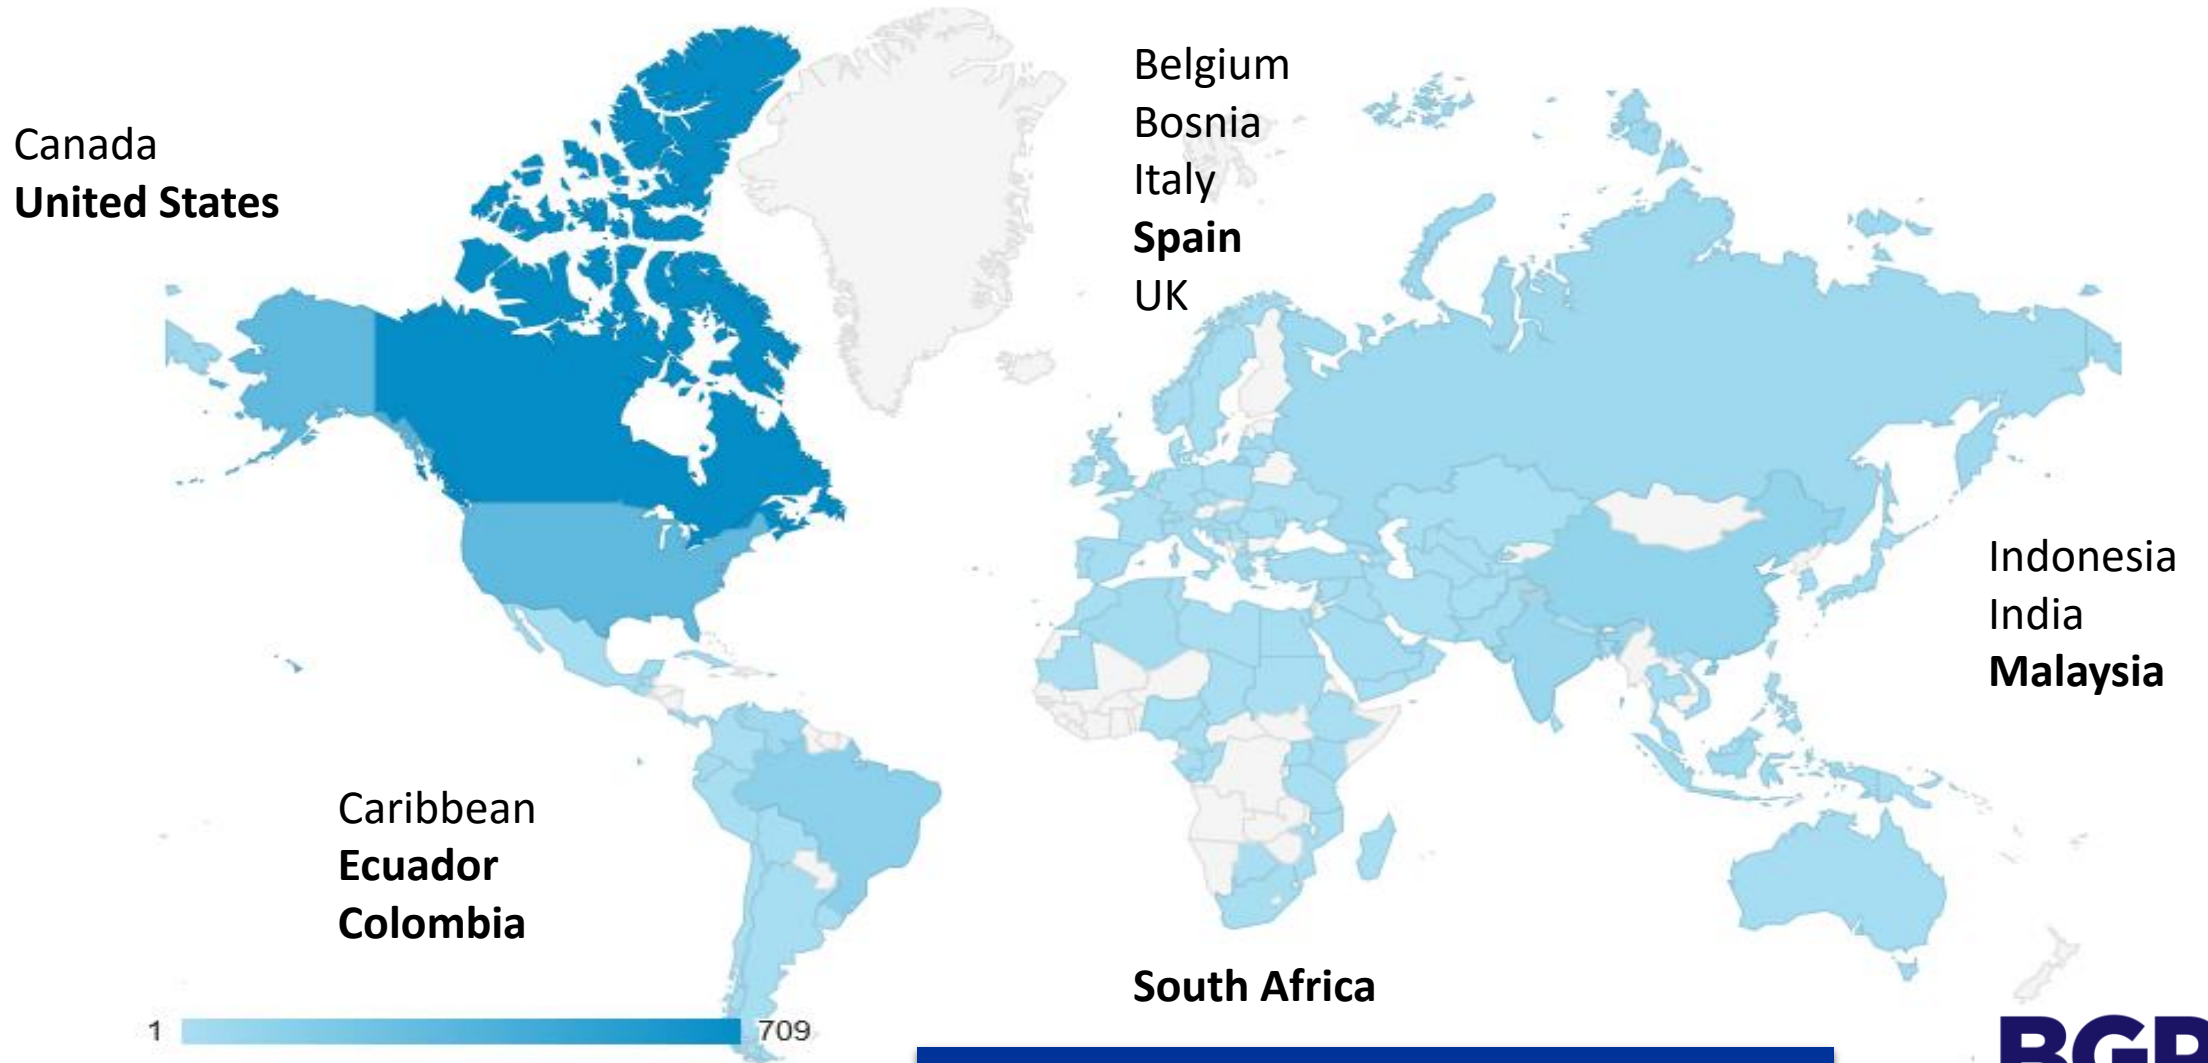 Canada
United States
Belgium
Bosnia
Italy
Spain
UK
Indonesia
India
Malaysia
Caribbean
Ecuador
Colombia
South Africa
1
709